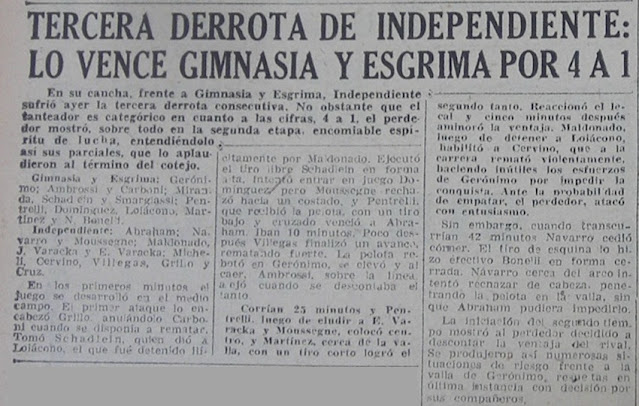 TERCERA DERROTA DE INDEPENDIENTE:
LO VENCE GIMNASIA Y ESGRIMA POR 4 A 1
En su cancha, frente a Gimnasia y Esgrima, Independiente
sufrió ayer la tercera derrota consecutiva. No obstante que el
tanteador es categórico en cuanto a las cifras, 4 a 1, el perde-
dor mostró, sobre todo en la segunda etapa, encomiable espí-
ritu de lucha, entendiéndolo
así sus parciales, que lo aplau-
dieron al término del cotejo.
Gimnasia y Esgrima: Geróni-
mo; Ambrossi y Carboni; Miran-
da, Schadlein y Smargiassi; Pen-
trelli, Domínguez, Loiácono, Mar-
tínez y N. Bonelli.
Independiente: Abraham; Na-
varro y Moussegne; Maldonado,
J. Varacka y E. Varacka; Miche-
li, Cervino, Villegas, Grillo y
Cruz.
En los primeros minutos el
juego se desarrolló en el medio
campo. El primer ataque lo en-
cabezó Grillo, anulándolo Carbo-
ni cuando se disponía a rematar.
Tomó Schadlein, quien dió a
Loiácono, el que fué detenido ilí-
citamente por Maldonado. Ejecutó
el tiro libre Schadlein en forma
alta. Intentó entrar en juego Do-
mínguez pero Moussegne recha-
zó hacia un costado, y Pentrelli,
que recibió la pelota, con un tiro
bajo y cruzado venció a Abra-
ham. Iban 10 minutos. Poco des-
pués Villegas finalizó un avance,
rematando fuerte. La pelota re-
botó en Gerónimo, se elevó y al
caer, Ambrossi, sobre la línea,
alejó cuando se descontaba el
tanto.
Corrían 25 minutos y Pen-
trelli, luego de eludir a E. Va-
racka y Moussegne, colocó cen-
tro, y Martínez, cerca de la va-
lla, con un tiro corto logró el
segundo tanto. Reaccionó el lo-
cal y cinco minutos después
aminoró la ventaja. Maldonado,
luego de detener a Loiácono,
habilitó a Cervino, que a la
carrera remató violentamente,
haciendo inútiles los esfuerzos
de Gerónimo por impedir la
conquista. Ante la probabilidad
de empatar, el perdedor, atacó
con entusiasmo.
Sin embargo, cuando transcu-
rrían 42 minutos Navarro cedió
córner. El tiro de esquina lo hi-
zo efectivo Bonelli en forma ce-
rrada. Navarro cerca del arco in-
tentó rechazar de cabeza, pene-
trando la pelota en la valla, sin
que Abraham pudiera impedirlo.
La iniciación del segundo tiem-
po mostró al perdedor decidido a
descontar la ventaja del rival.
Se produjeron así numerosas si-
tuaciones de riesgo frente a la
valla de Gerónimo, resueltas en
última instancia con decisión por
sus compañeros.